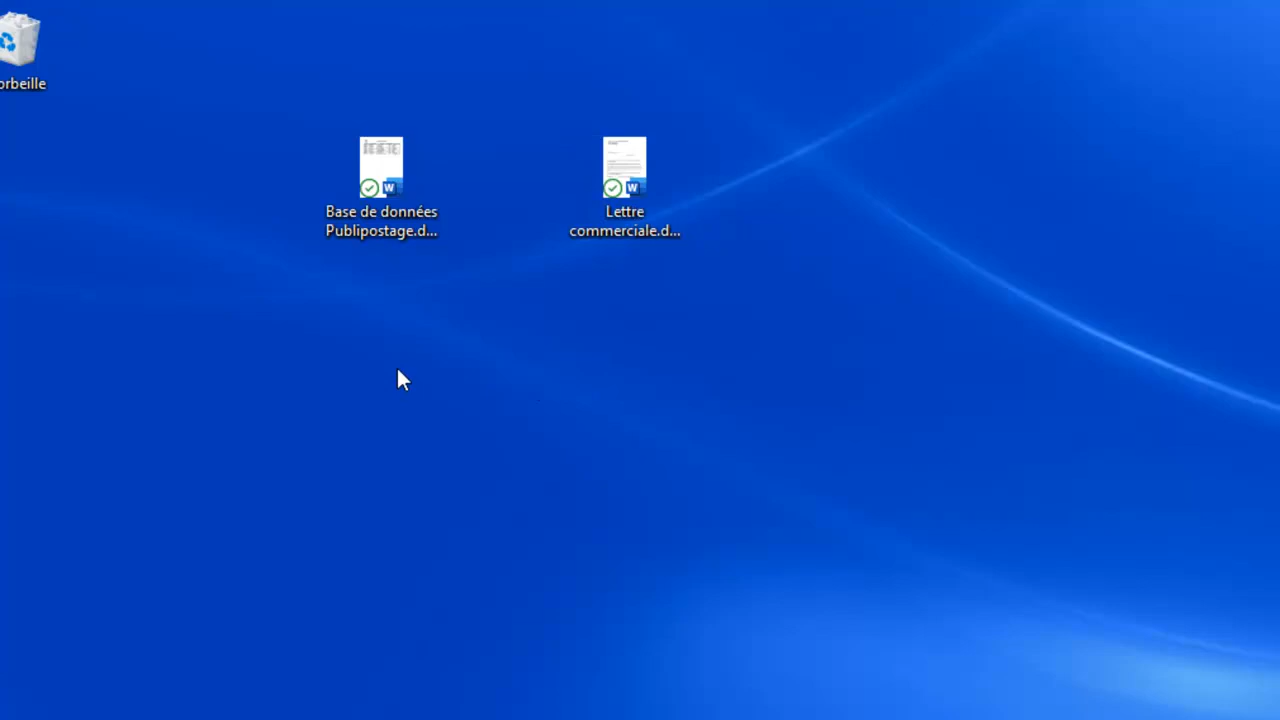 orbeille
Base de données
Publipostage.d...
Lettre
commerciale.d...